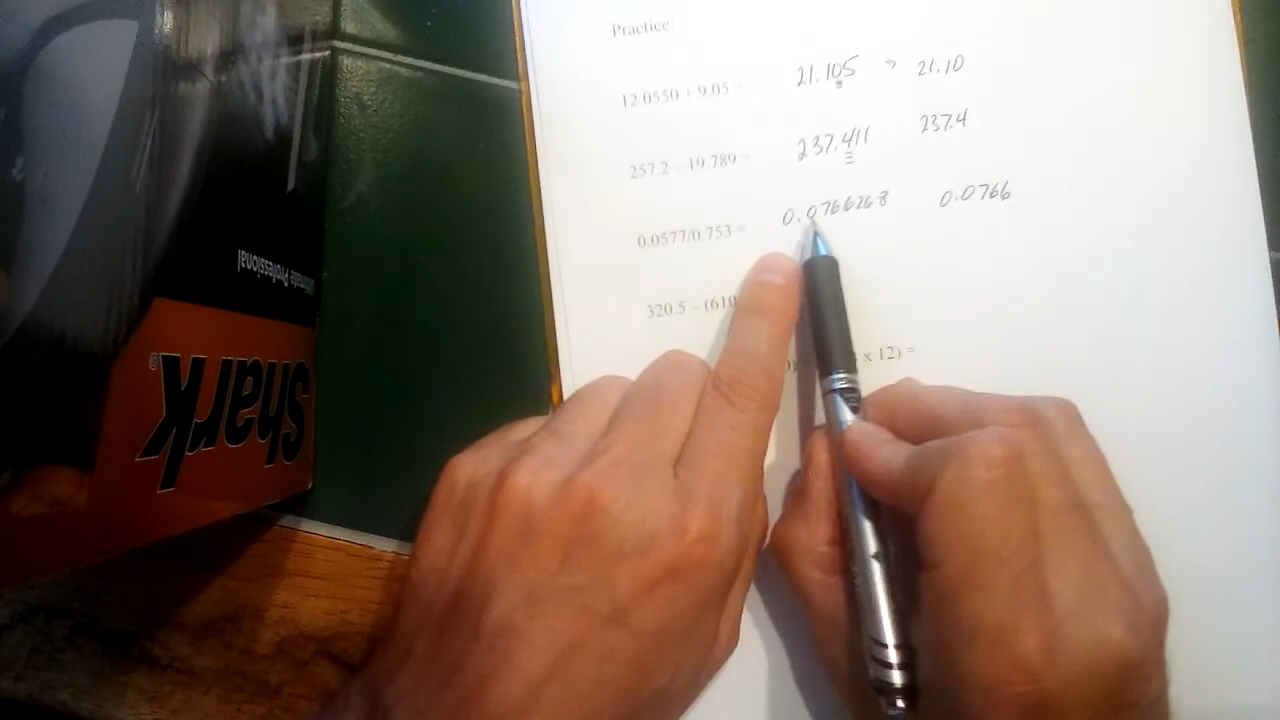 Practice:
12.0550 + 9.05 = 21.105 → 21.10
257.2 – 19.789 = 237.411 237.4
0.0577/0.753 = 0.0766268 0.0766
320.5 – (610
x 12) =
Ultimate Professional
Shark®